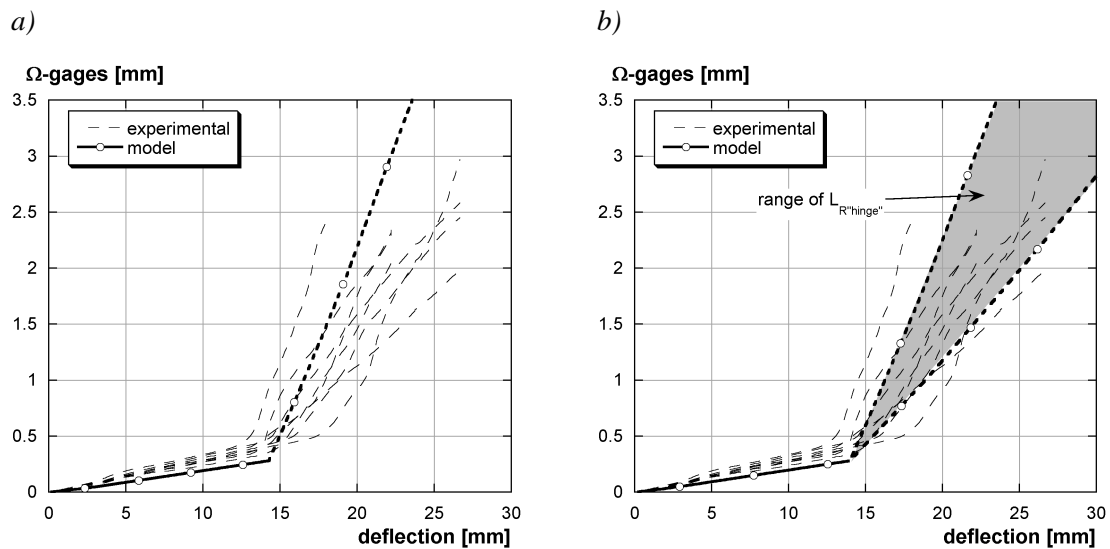 a)
Ω-gages [mm]
3.5
3
2.5
2
1.5
1
0.5
0
experimental
model
0 5 10 15 20 25 30
deflection [mm]
b)
Ω-gages [mm]
3.5
3
2.5
2
1.5
1
0.5
0
experimental
model
range of L_R"hinge"
0 5 10 15 20 25 30
deflection [mm]